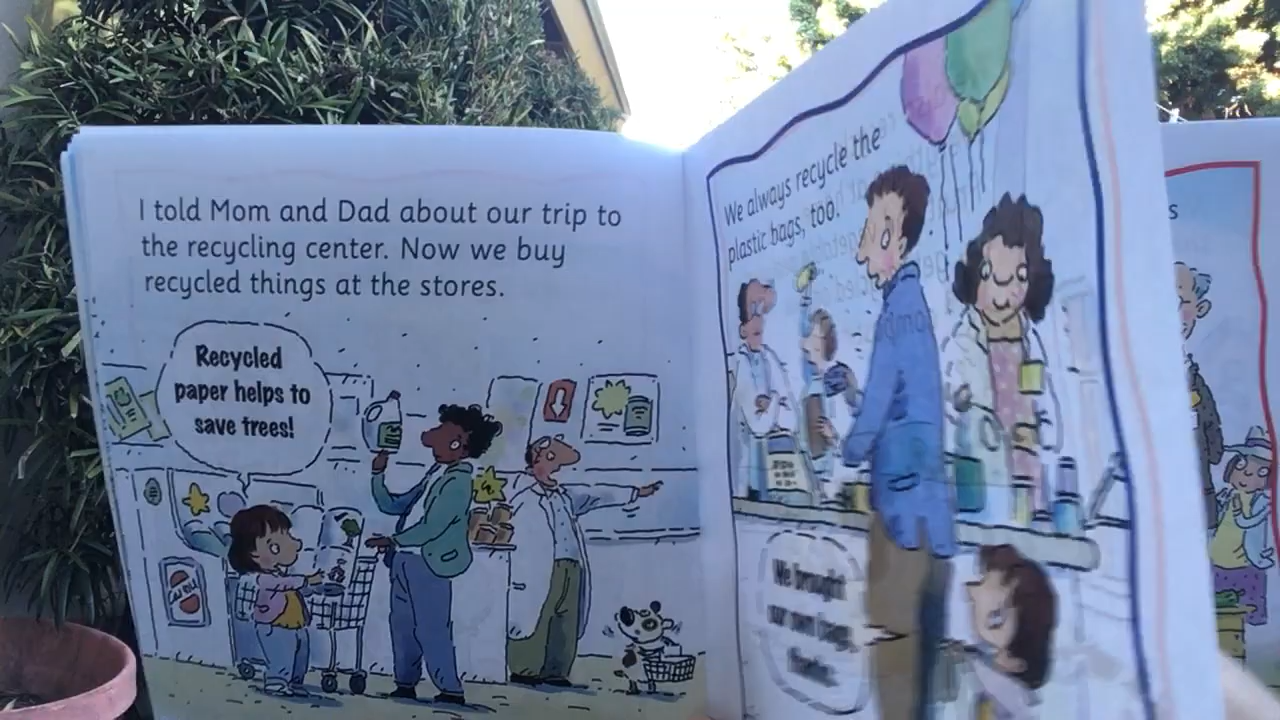 I told Mom and Dad about our trip to
the recycling center. Now we buy
recycled things at the stores.
Recycled
paper helps to
save trees!
We always recycle the
plastic bags, too.
We brought
our own bags,
thanks.